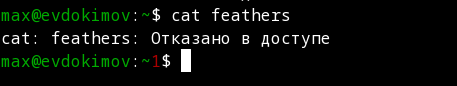 max@evdokimov:~$ cat feathers
cat: feathers: Отказано в доступе
max@evdokimov:~1$